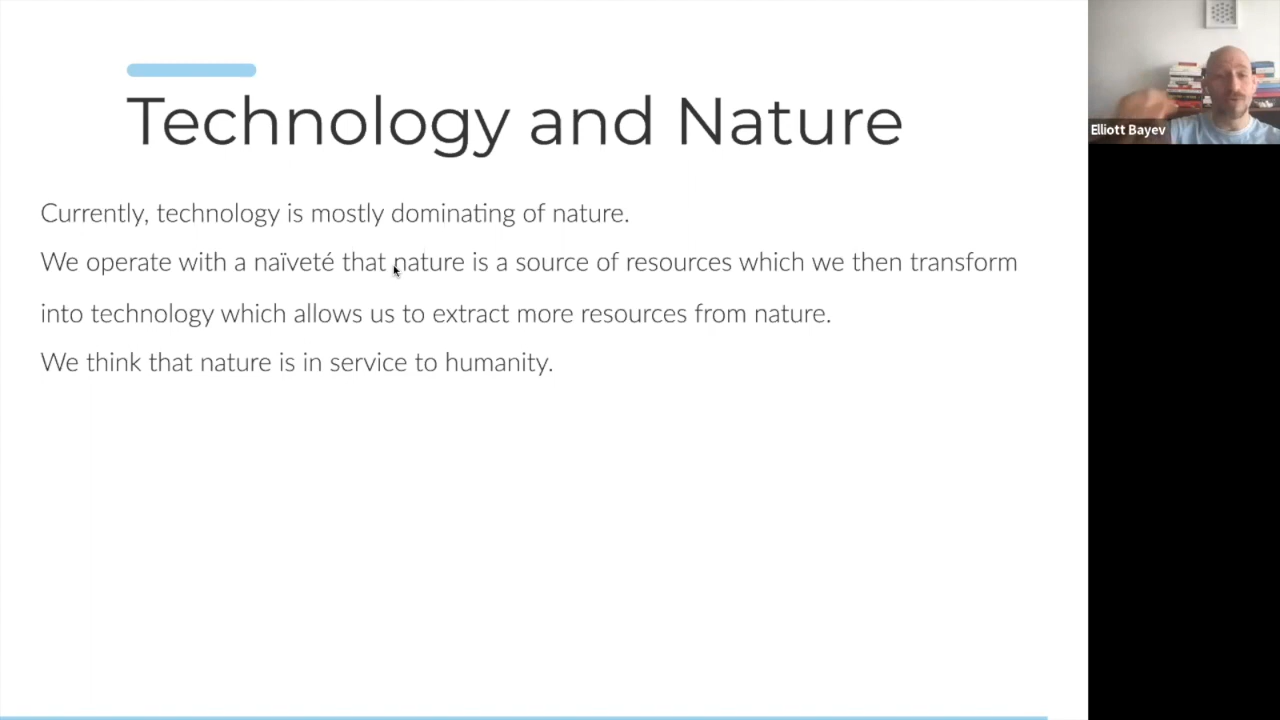 Technology and Nature
Currently, technology is mostly dominating of nature.
We operate with a naïveté that nature is a source of resources which we then transform
into technology which allows us to extract more resources from nature.
We think that nature is in service to humanity.
Elliott Bayev